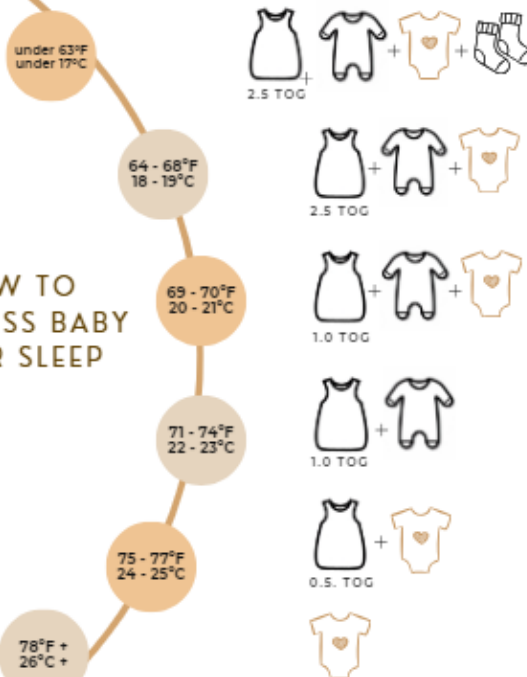 under 63°F
under 17°C
+ + +
2.5 TOG
64 - 68°F
18 - 19°C
+ +
2.5 TOG
W TO
SS BABY
R SLEEP
69 - 70°F
20 - 21°C
+ +
1.0 TOG
71 - 74°F
22 - 23°C
+
1.0 TOG
75 - 77°F
24 - 25°C
+
0.5. TOG
78°F +
26°C +